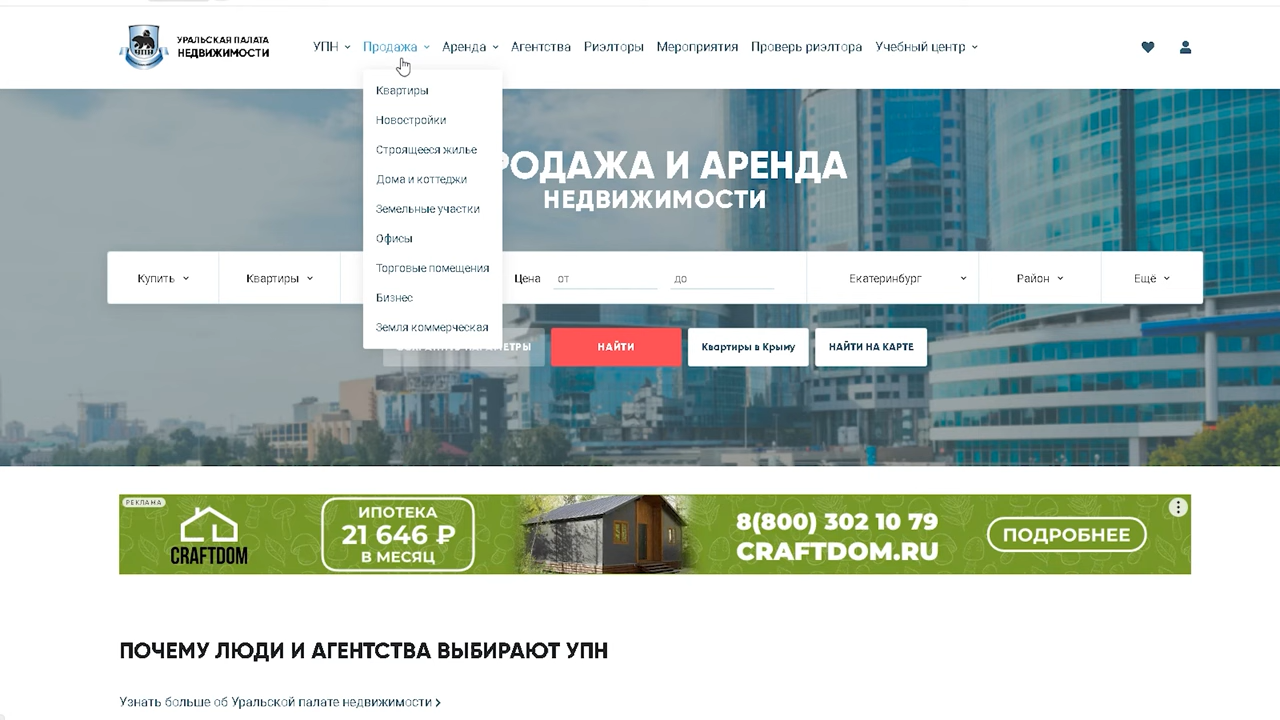 УРАЛЬСКАЯ ПАЛАТА
НЕДВИЖИМОСТИ
УПН
Продажа
Аренда
Агентства
Риэлторы
Мероприятия
Проверь риэлтора
Учебный центр
Квартиры
Новостройки
Строящееся жилье
Дома и коттеджи
Земельные участки
Офисы
Торговые помещения
Бизнес
Земля коммерческая
РОДАЖА И АРЕНДА
НЕДВИЖИМОСТИ
Купить
Квартиры
Цена
от
до
Екатеринбург
Район
Ещё
НАЙТИ
Квартиры в Крыму
НАЙТИ НА КАРТЕ
РЕКЛАМА
CRAFTDOM
ИПОТЕКА
21 646 ₽
В МЕСЯЦ
8(800) 302 10 79
CRAFTDOM.RU
ПОДРОБНЕЕ
ПОЧЕМУ ЛЮДИ И АГЕНТСТВА ВЫБИРАЮТ УПН
Узнать больше об Уральской палате недвижимости